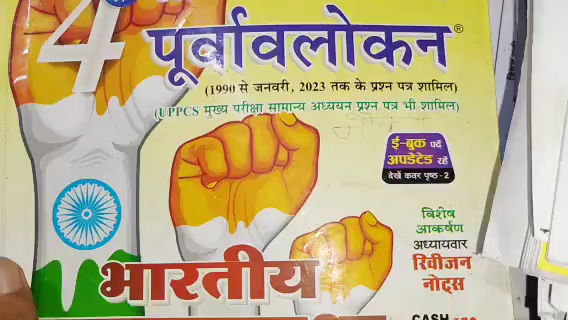 4
पूर्वावलोकन®
(1990 से जनवरी, 2023 तक के प्रश्न पत्र शामिल)
(UPPCS मुख्य परीक्षा सामान्य अध्ययन प्रश्न पत्र भी शामिल)
ई-बुक पढ़ें
अपडेटेड रहें
देखें कवर पृष्ठ-2
विशेष
आकर्षण
अध्यायवार
रिवीजन
नोट्स
भारतीय
CASH